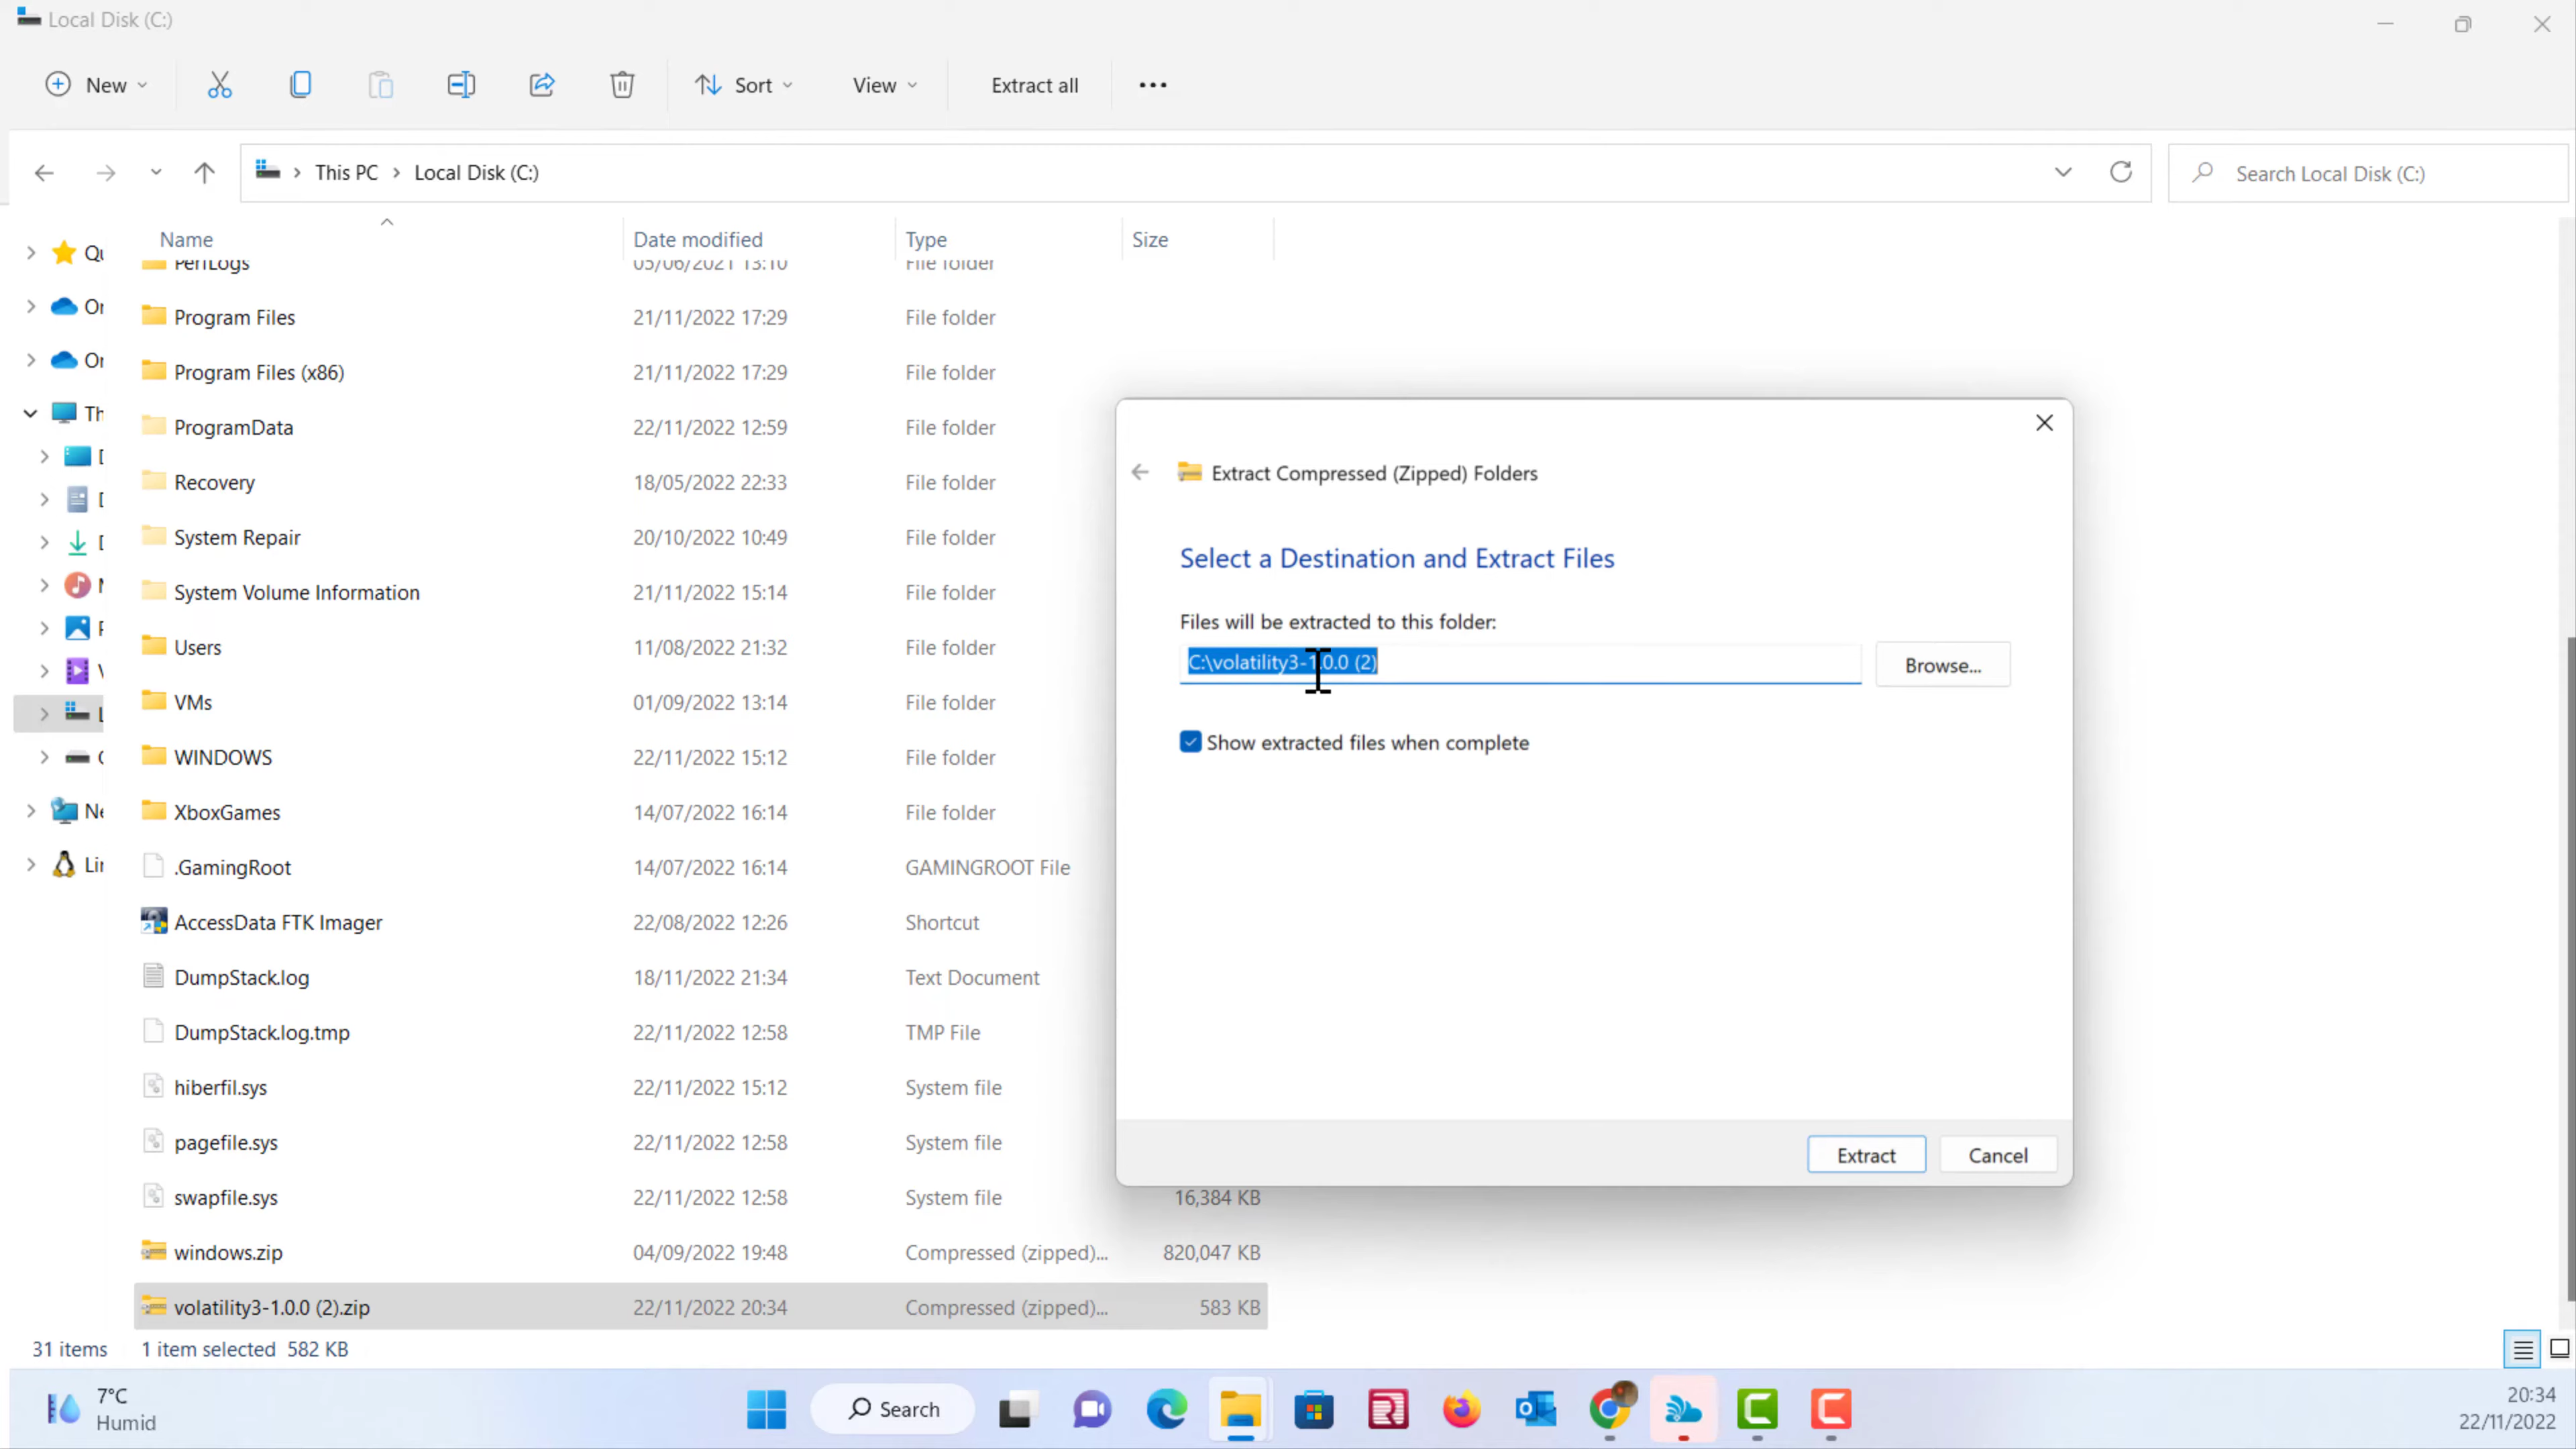 Local Disk (C:)
New
Sort
View
Extract all
This PC
Local Disk (C:)
Search Local Disk (C:)
Name Date modified Type Size
PerfLogs 05/06/2021 13:10 File folder
Program Files 21/11/2022 17:29 File folder
Program Files (x86) 21/11/2022 17:29 File folder
ProgramData 22/11/2022 12:59 File folder
Recovery 18/05/2022 22:33 File folder
System Repair 20/10/2022 10:49 File folder
System Volume Information 21/11/2022 15:14 File folder
Users 11/08/2022 21:32 File folder
VMs 01/09/2022 13:14 File folder
WINDOWS 22/11/2022 15:12 File folder
XboxGames 14/07/2022 16:14 File folder
.GamingRoot 14/07/2022 16:14 GAMINGROOT File
AccessData FTK Imager 22/08/2022 12:26 Shortcut
DumpStack.log 18/11/2022 21:34 Text Document
DumpStack.log.tmp 22/11/2022 12:58 TMP File
hiberfil.sys 22/11/2022 15:12 System file
pagefile.sys 22/11/2022 12:58 System file
swapfile.sys 22/11/2022 12:58 System file 16,384 KB
windows.zip 04/09/2022 19:48 Compressed (zipped)... 820,047 KB
volatility3-1.0.0 (2).zip 22/11/2022 20:34 Compressed (zipped)... 583 KB
Extract Compressed (Zipped) Folders
Select a Destination and Extract Files
Files will be extracted to this folder:
C:\volatility3-1.0.0 (2)
Browse...
Show extracted files when complete
Extract
Cancel
31 items 1 item selected 582 KB
7°C
Humid
Search
20:34
22/11/2022